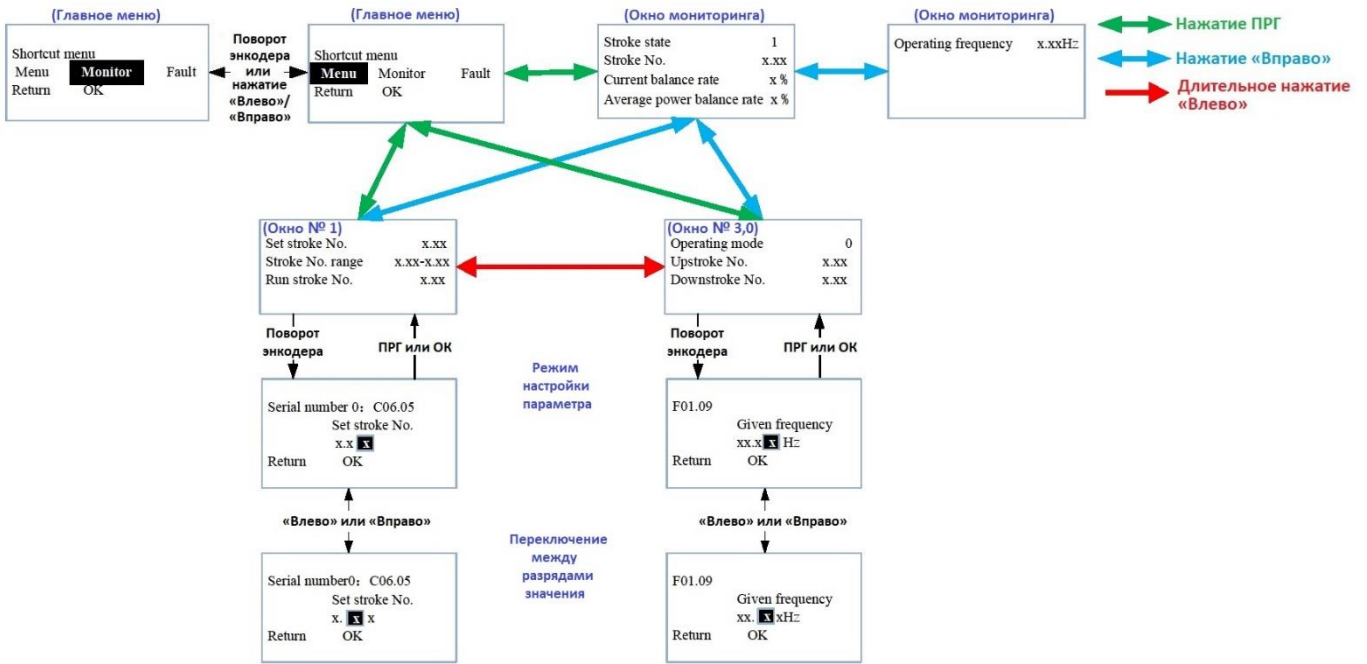 (Главное меню)
Shortcut menu
Menu Monitor Fault
Return OK
Поворот
энкодера
или
нажатие
«Влево»/
«Вправо»
(Главное меню)
Shortcut menu
Menu Monitor Fault
Return OK
(Окно мониторинга)
Stroke state 1
Stroke No. x.xx
Current balance rate x %
Average power balance rate x %
(Окно мониторинга)
Operating frequency x.xxHz
Нажатие ПРГ
Нажатие «Вправо»
Длительное нажатие
«Влево»
(Окно № 1)
Set stroke No. x.xx
Stroke No. range x.xx-x.xx
Run stroke No. x.xx
(Окно № 3,0)
Operating mode 0
Upstroke No. x.xx
Downstroke No. x.xx
Поворот
энкодера
ПРГ или ОК
Режим
настройки
параметра
Поворот
энкодера
ПРГ или ОК
Serial number 0: C06.05
Set stroke No.
x.x x
Return OK
F01.09
Given frequency
xx.x x Hz
Return OK
«Влево» или «Вправо»
Переключение
между
разрядами
значения
«Влево» или «Вправо»
Serial number0: C06.05
Set stroke No.
x. x x
Return OK
F01.09
Given frequency
xx. x xHz
Return OK